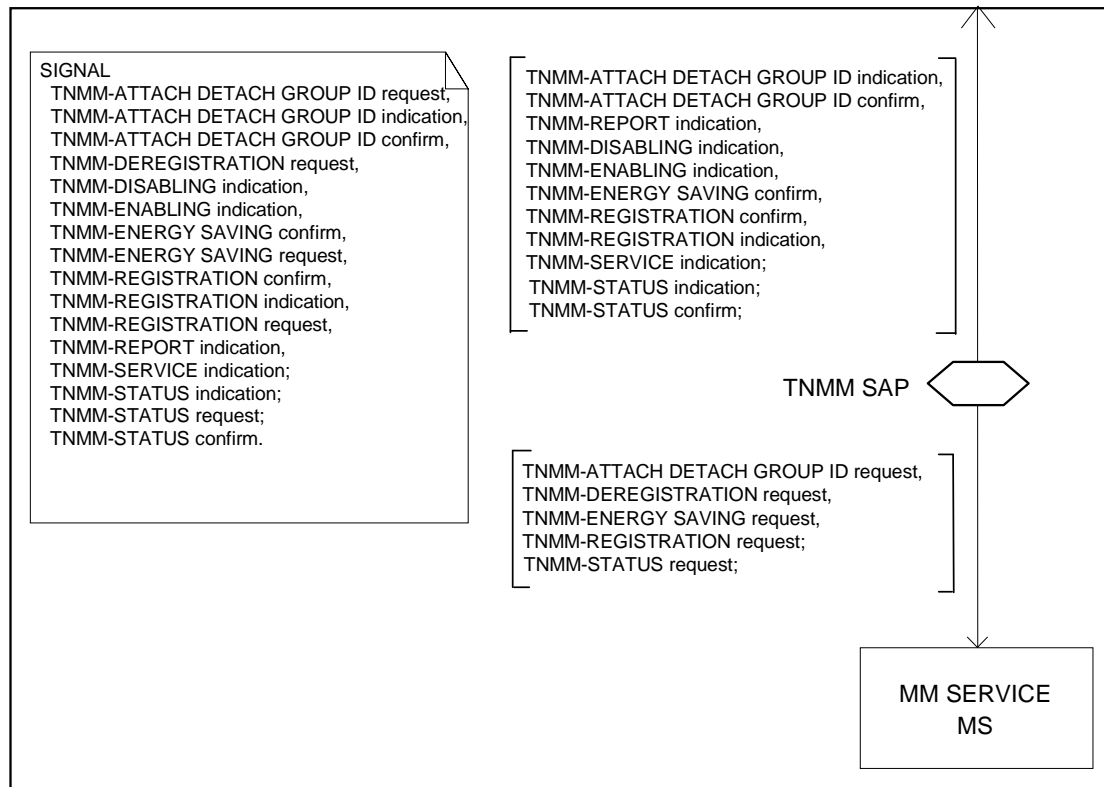 SIGNAL
TNMM-ATTACH DETACH GROUP ID request,
TNMM-ATTACH DETACH GROUP ID indication,
TNMM-ATTACH DETACH GROUP ID confirm,
TNMM-DEREGISTRATION request,
TNMM-DISABLING indication,
TNMM-ENABLING indication,
TNMM-ENERGY SAVING confirm,
TNMM-ENERGY SAVING request,
TNMM-REGISTRATION confirm,
TNMM-REGISTRATION indication,
TNMM-REGISTRATION request,
TNMM-REPORT indication,
TNMM-SERVICE indication;
TNMM-STATUS indication;
TNMM-STATUS request;
TNMM-STATUS confirm.
TNMM-ATTACH DETACH GROUP ID indication,
TNMM-ATTACH DETACH GROUP ID confirm,
TNMM-REPORT indication,
TNMM-DISABLING indication,
TNMM-ENABLING indication,
TNMM-ENERGY SAVING confirm,
TNMM-REGISTRATION confirm,
TNMM-REGISTRATION indication,
TNMM-SERVICE indication;
TNMM-STATUS indication;
TNMM-STATUS confirm;
TNMM SAP
TNMM-ATTACH DETACH GROUP ID request,
TNMM-DEREGISTRATION request,
TNMM-ENERGY SAVING request,
TNMM-REGISTRATION request;
TNMM-STATUS request;
MM SERVICE
MS